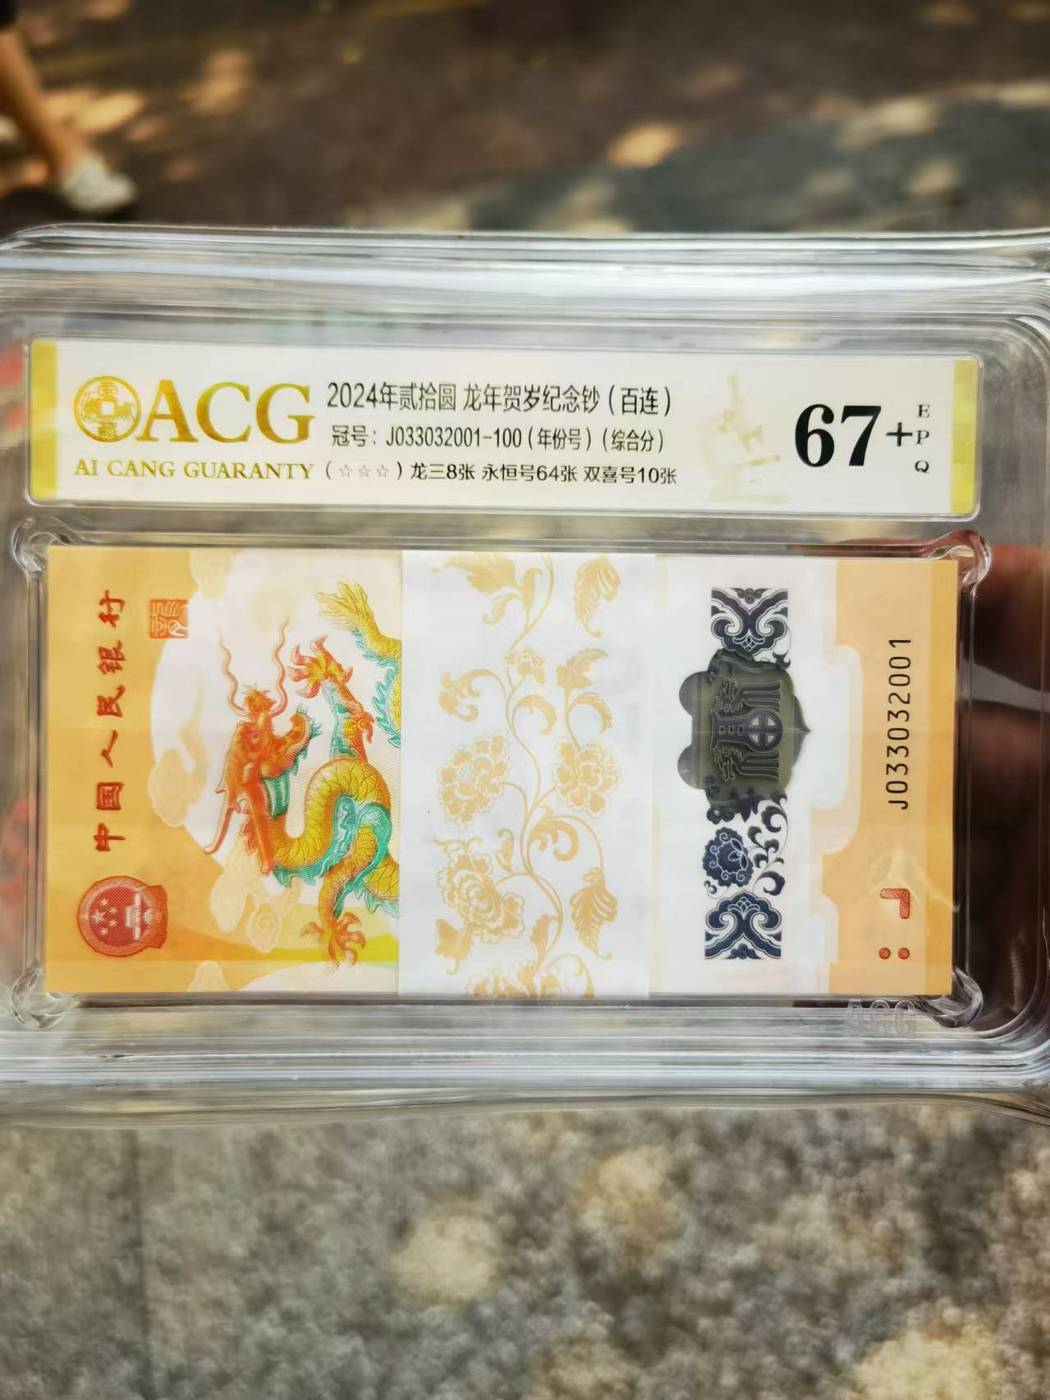 ACG
AI CANG GUARANTY
2024年贰拾圆 龙年贺岁纪念钞（百连）
冠号：J033032001-100（年份号）（综合分）
（☆☆☆）龙三8张 永恒号64张 双喜号10张
67+
EPQ
中国人民银行
J033032001
ACG